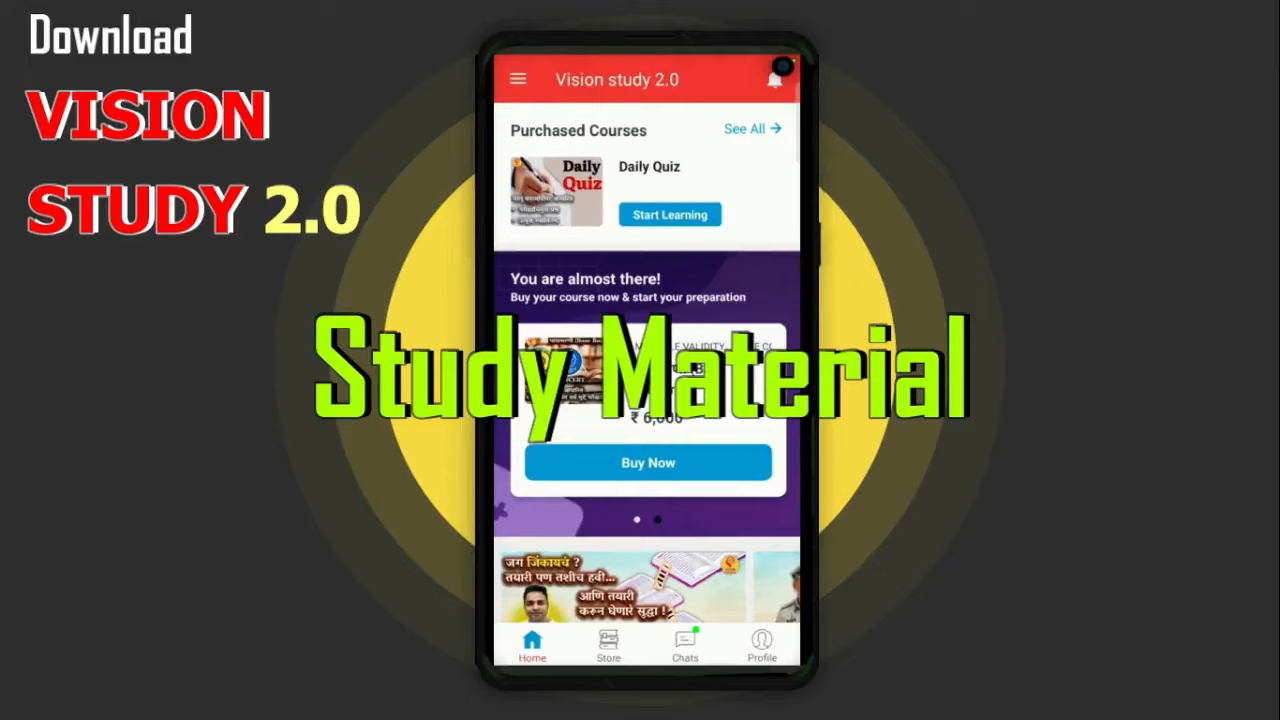 Download
VISION
STUDY 2.0
Vision study 2.0
Purchased Courses
See All →
Daily Quiz
Daily Quiz
Start Learning
You are almost there!
Buy your course now & start your preparation
Study Material
₹ 6,000
Buy Now
जग जिंकायचे ?
तयारी पण तशीच हवी...
आणि तयारी
करून घेणारे सुद्धा !
Home
Store
Chats
Profile